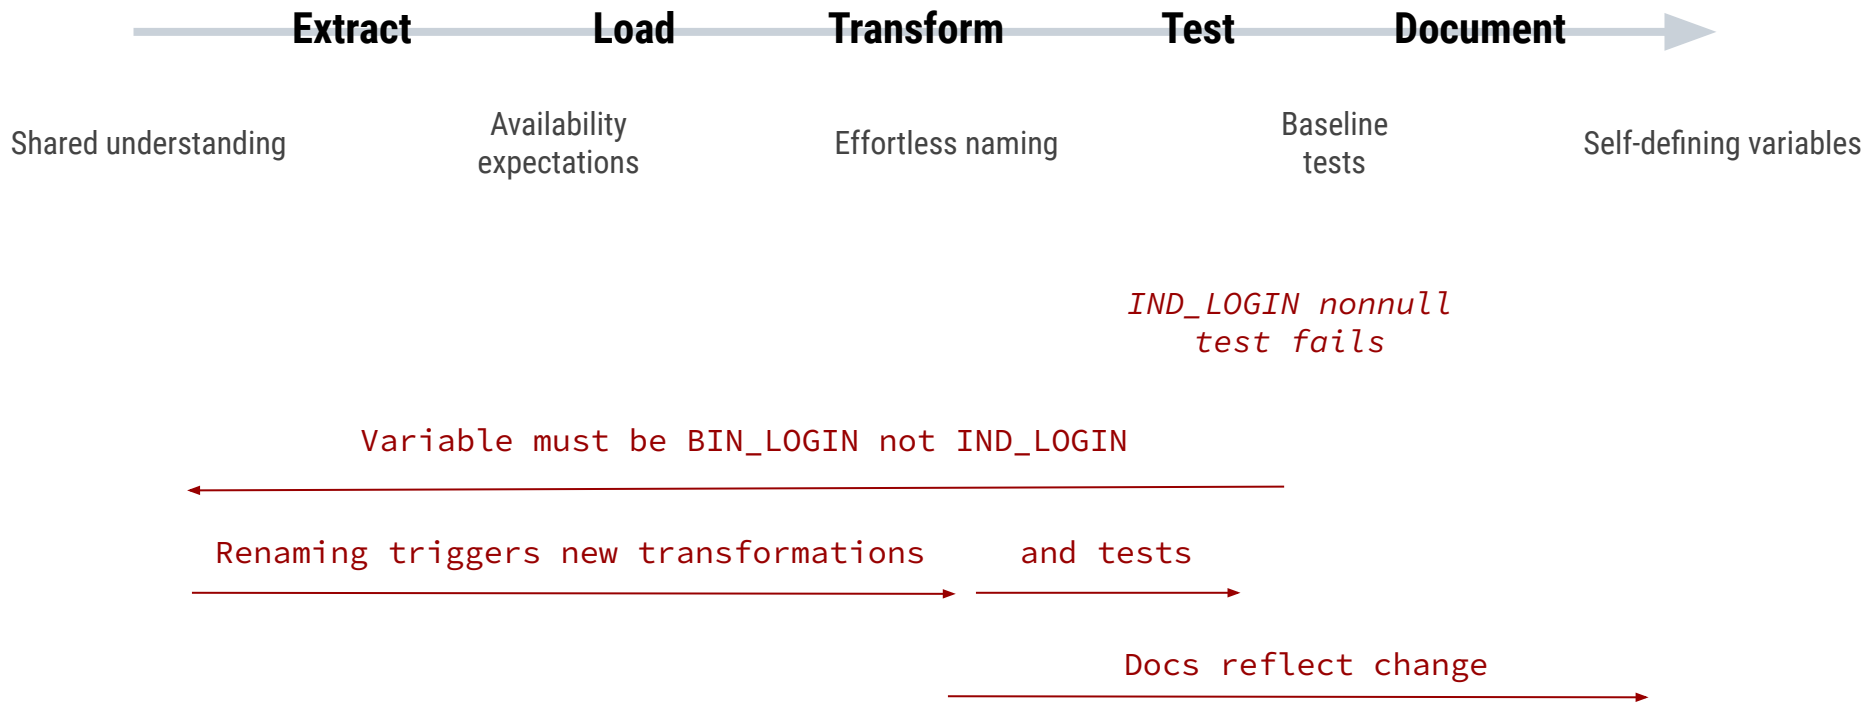 Extract Load Transform Test Document
Shared understanding
Availability
expectations
Effortless naming
Baseline
tests
Self-defining variables
IND_LOGIN nonnull
test fails
Variable must be BIN_LOGIN not IND_LOGIN
Renaming triggers new transformations and tests
Docs reflect change